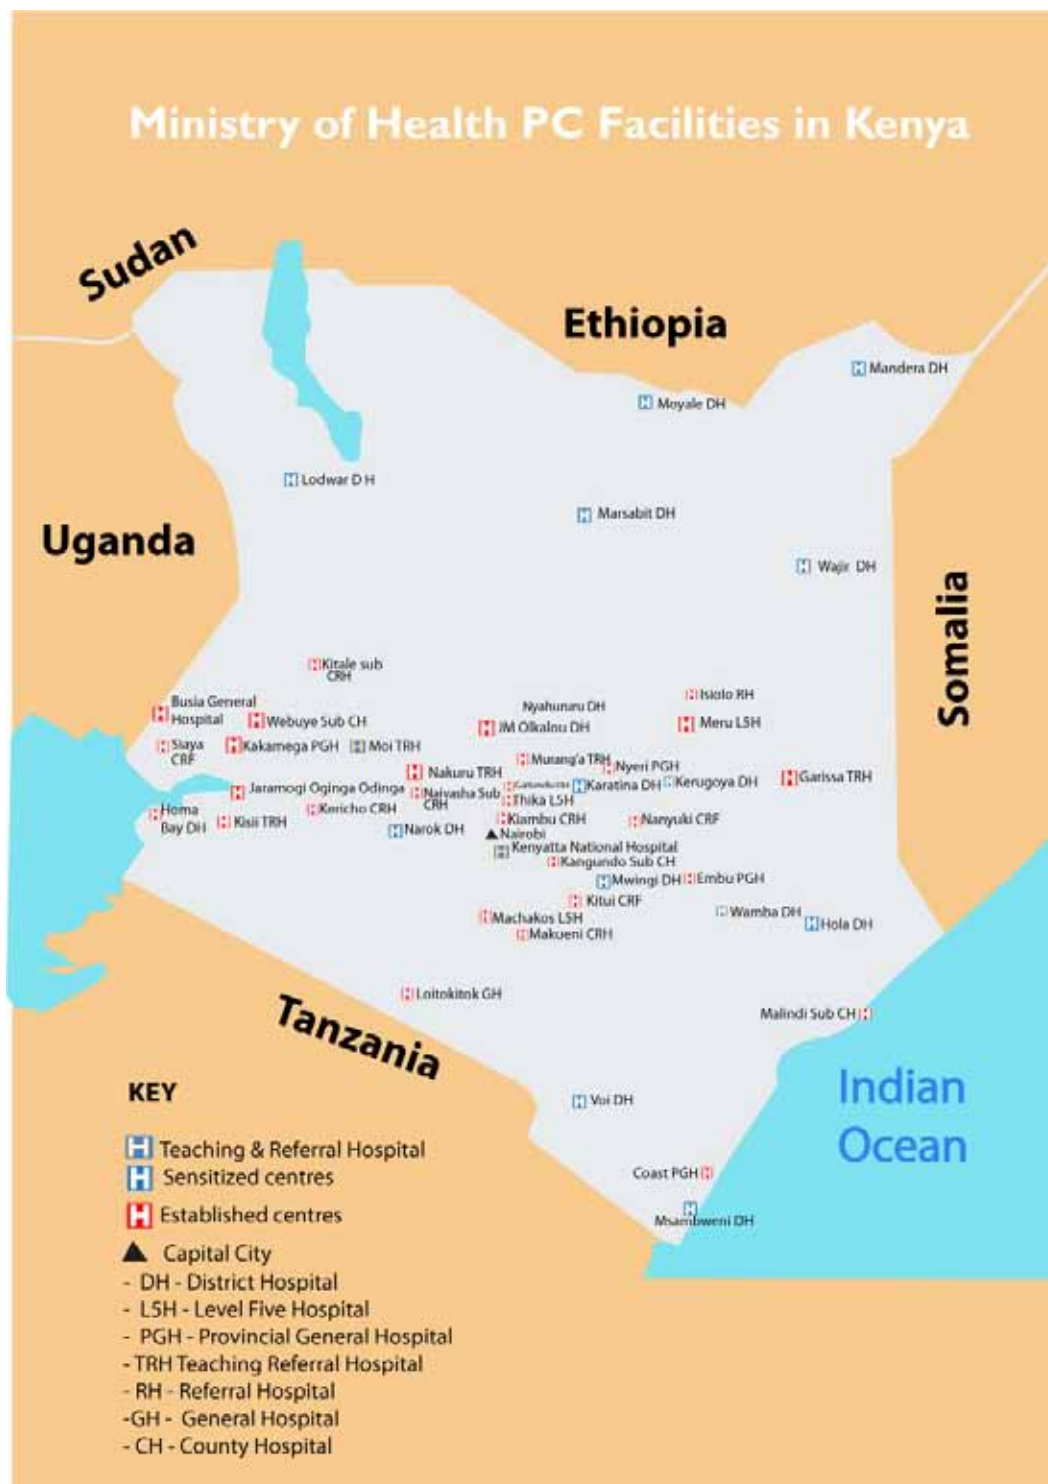 Ministry of Health PC Facilities in Kenya
Sudan
Ethiopia
Mandera DH
Moyale DH
Lodwar D H
Marsabit DH
Uganda
Wajir DH
Somalia
Kitale sub
CRH
Isiolo RH
Busia General
Hospital
Nyahururu DH
Webuye Sub CH
JM Olkalou DH
Meru L5H
Siaya
CRF
Kakamega PGH
Moi TRH
Murang'a TRH
Nyeri PGH
Nakuru TRH
Garissa TRH
Jaramogi Oginga Odinga
Naivasha Sub
CRH
Karatina DH
Kerugoya DH
Thika L5H
Homa
Bay DH
Kericho CRH
Kisii TRH
Kiambu CRH
Nanyuki CRF
Narok DH
Nairobi
Kenyatta National Hospital
Kangundo Sub CH
Mwingi DH
Embu PGH
Kitui CRF
Wamba DH
Machakos L5H
Hola DH
Makueni CRH
Loitokitok GH
Tanzania
Malindi Sub CH
Indian
Ocean
Voi DH
Coast PGH
Msambweni DH
KEY
Teaching & Referral Hospital
Sensitized centres
Established centres
Capital City
- DH - District Hospital
- L5H - Level Five Hospital
- PGH - Provincial General Hospital
- TRH Teaching Referral Hospital
- RH - Referral Hospital
-GH - General Hospital
- CH - County Hospital